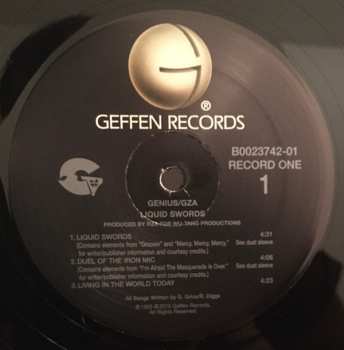 G
®
GEFFEN RECORDS
B0023742-01
RECORD ONE
1
GENIUS/GZA
LIQUID SWORDS
PRODUCED BY RZA FOR WU-TANG PRODUCTIONS
1. LIQUID SWORDS 4:31
(Contains elements from "Groovin'" and "Mercy, Mercy, Mercy," See dust sleeve
for writer/publisher information and courtesy credits.)
2. DUEL OF THE IRON MIC 4:06
(Contains elements from "I'm Afraid The Masquerade Is Over," See dust sleeve
for writer/publisher information and courtesy credits.)
3. LIVING IN THE WORLD TODAY 4:23
All Songs Written by G. Grice/R. Diggs
Geffen Records.
All Rights Reserved.